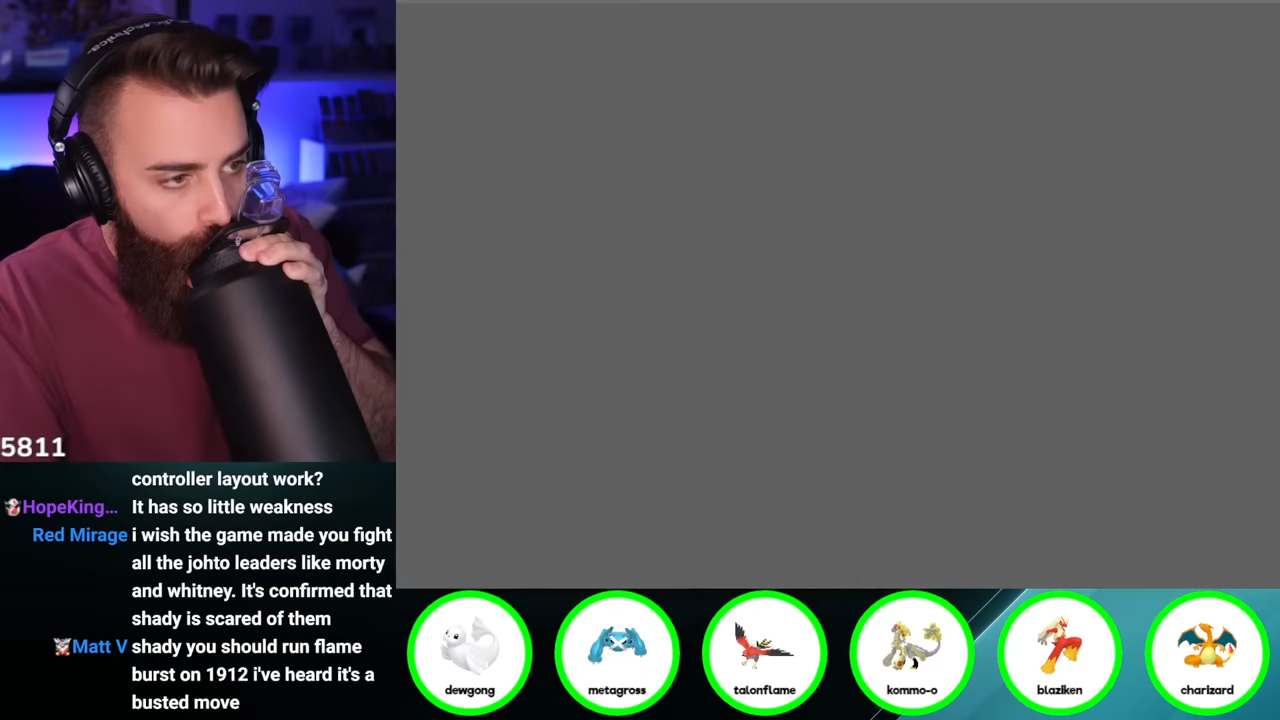 5811
controller layout work?
HopeKing... It has so little weakness
Red Mirage i wish the game made you fight
all the johto leaders like morty
and whitney. It's confirmed that
shady is scared of them
Matt V shady you should run flame
burst on 1912 i've heard it's a
busted move
dewgong metagross talonflame kommo-o blaziken charizard